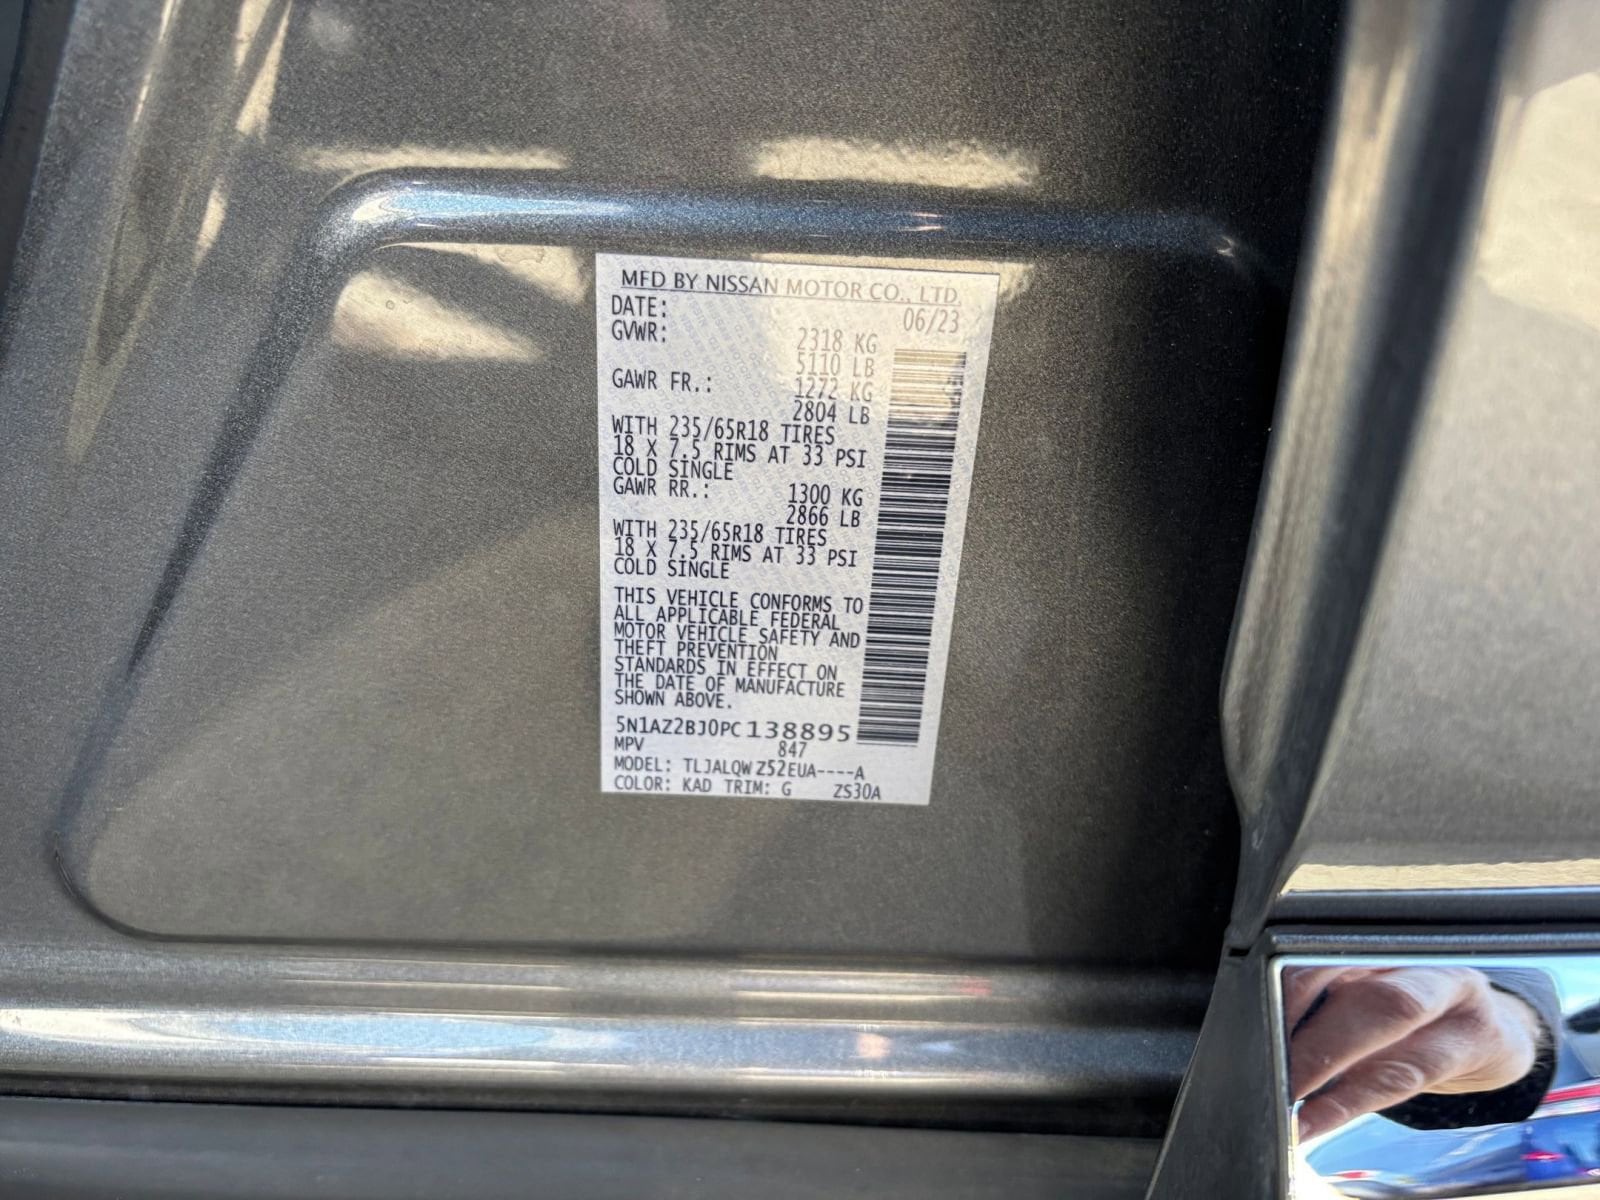 MFD BY NISSAN MOTOR CO., LTD.
DATE: 06/23
GVWR: 2318 KG
5110 LB
GAWR FR.: 1272 KG
2804 LB
WITH 235/65R18 TIRES
18 X 7.5 RIMS AT 33 PSI
COLD SINGLE
GAWR RR.: 1300 KG
2866 LB
WITH 235/65R18 TIRES
18 X 7.5 RIMS AT 33 PSI
COLD SINGLE
THIS VEHICLE CONFORMS TO
ALL APPLICABLE FEDERAL
MOTOR VEHICLE SAFETY AND
THEFT PREVENTION
STANDARDS IN EFFECT ON
THE DATE OF MANUFACTURE
SHOWN ABOVE.
5N1AZ2BJ0PC138895
MPV 847
MODEL: TLJALQW Z52EUA----A
COLOR: KAD TRIM: G ZS30A